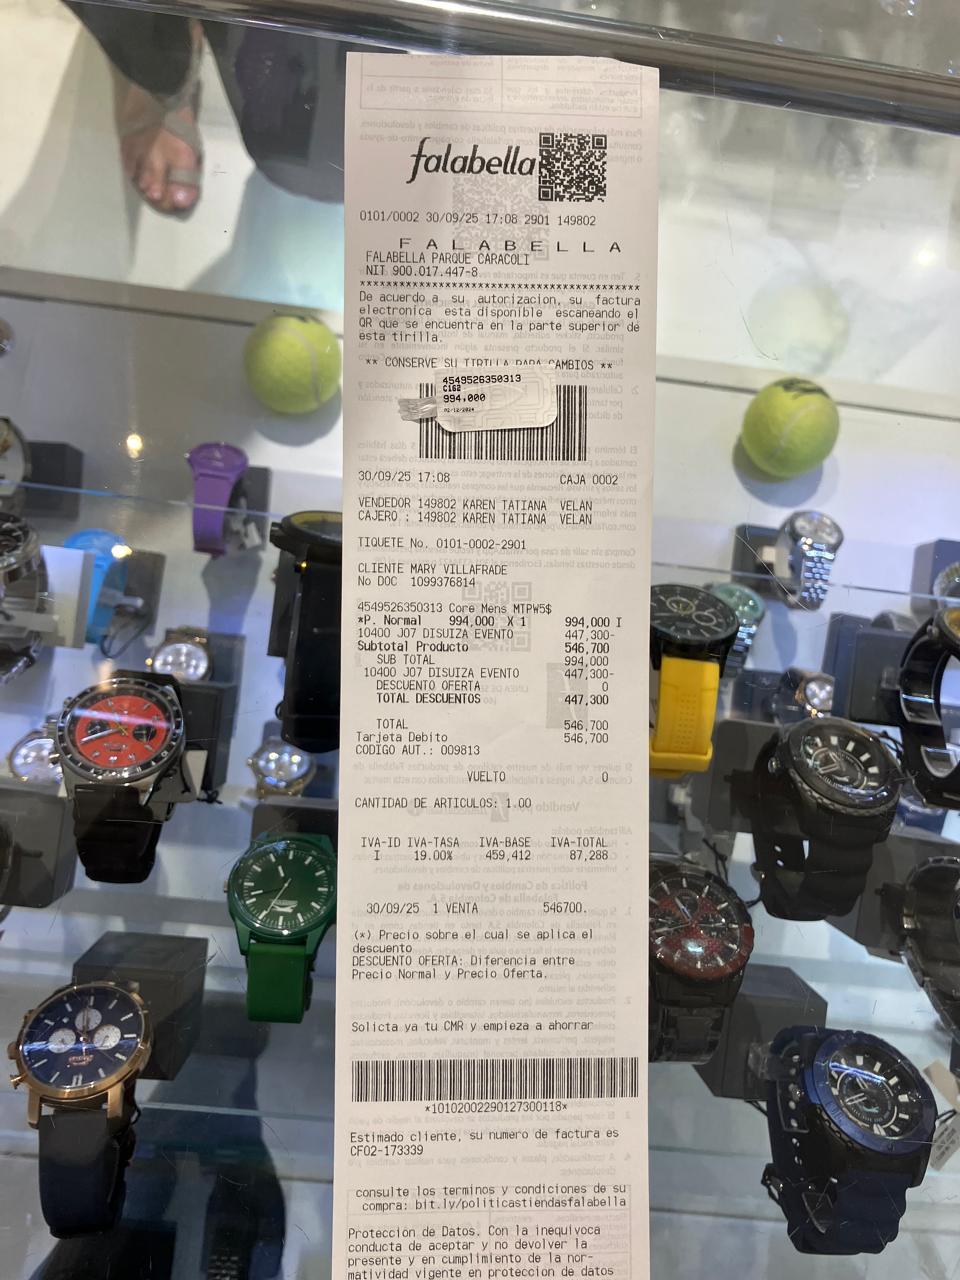 falabella
0101/0002 30/09/25 17:08 2901 149802
F A L A B E L L A
FALABELLA PARQUE CARACOLI
NIT 900.017.447-8
****************************************
De acuerdo a su autorizacion, su factura
electronica esta disponible escaneando el
QR que se encuentra en la parte superior de
esta tirilla.
** CONSERVE SU TIRILLA PARA CAMBIOS **
4549526350313
C162
994,000
02/12/2024
30/09/25 17:08 CAJA 0002
VENDEDOR 149802 KAREN TATIANA VELAN
CAJERO : 149802 KAREN TATIANA VELAN
TIQUETE No. 0101-0002-2901
CLIENTE MARY VILLAFRADE
No DOC 1099376814
4549526350313 Core Mens MTPW5$
*P. Normal 994,000 X 1 994,000 I
10400 J07 DISUIZA EVENTO 447,300-
Subtotal Producto 546,700
SUB TOTAL 994,000
10400 J07 DISUIZA EVENTO 447,300-
DESCUENTO OFERTA 0
TOTAL DESCUENTOS 447,300
TOTAL 546,700
Tarjeta Debito 546,700
CODIGO AUT.: 009813
VUELTO 0
CANTIDAD DE ARTICULOS: 1.00
IVA-ID IVA-TASA IVA-BASE IVA-TOTAL
I 19.00% 459,412 87,288
30/09/25 1 VENTA 546700.
(*) Precio sobre el cual se aplica el
descuento
DESCUENTO OFERTA: Diferencia entre
Precio Normal y Precio Oferta.
Solicta ya tu CMR y empieza a ahorrar
*10102002290127300118*
Estimado cliente, su numero de factura es
CF02-173339
consulte los terminos y condiciones de su
compra: bit.ly/politicastiendasfalabella
Protección de Datos. Con la inequivoca
conducta de aceptar y no devolver la
presente y en cumplimiento de la nor-
matividad vigente en proteccion de datos